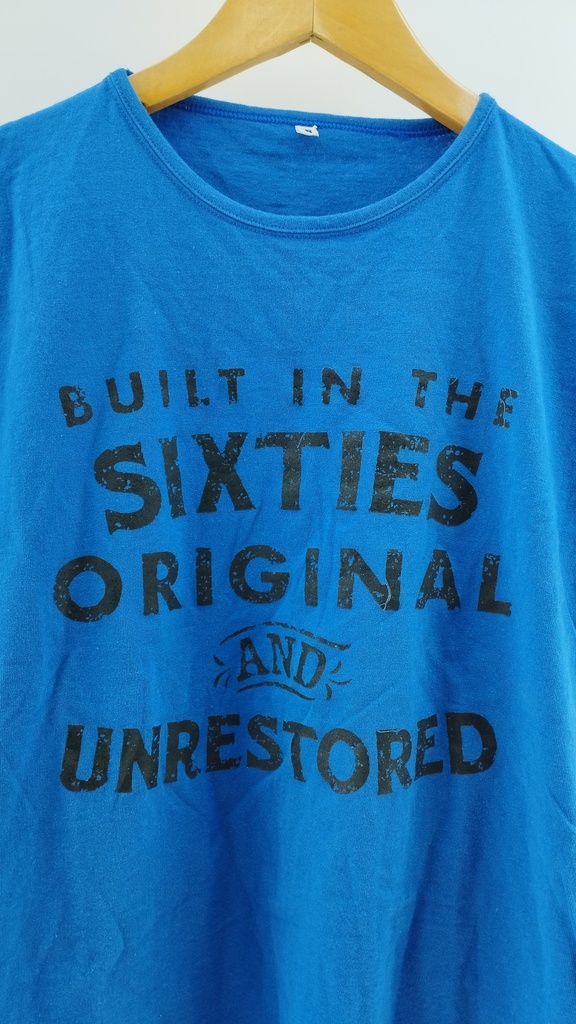 BUILT IN THE
SIXTIES
ORIGINAL
AND
UNRESTORED